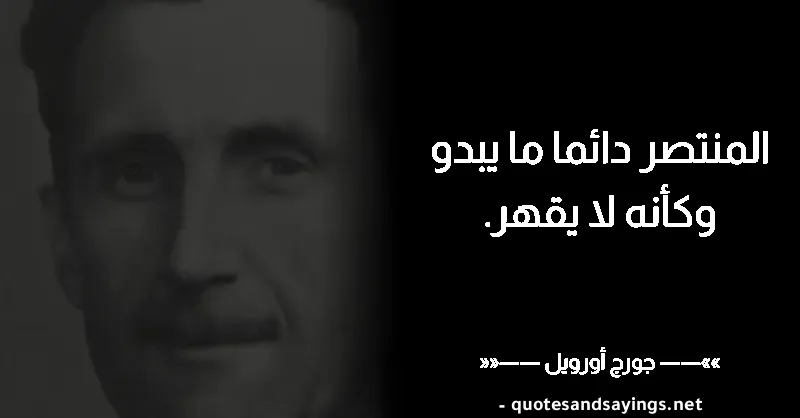 المنتصر دائما ما يبدو
وكأنه لا يقهر.
»»—— جورج أورويل ——««
- quotesandsayings.net